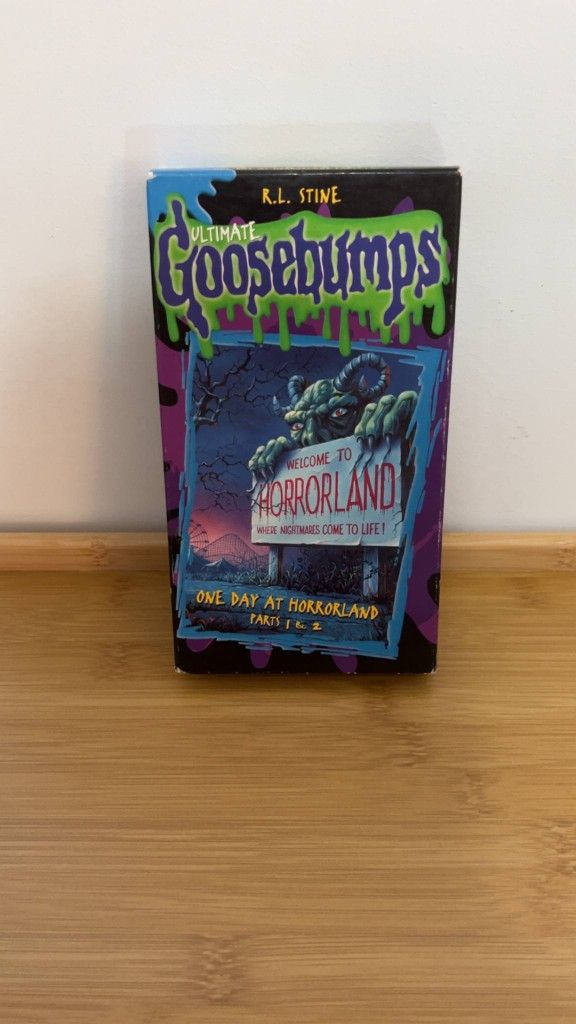 R.L. STINE
ULTIMATE
Goosebumps
WELCOME TO
HORRORLAND
WHERE NIGHTMARES COME TO LIFE!
ONE DAY AT HORRORLAND
PARTS 1 & 2